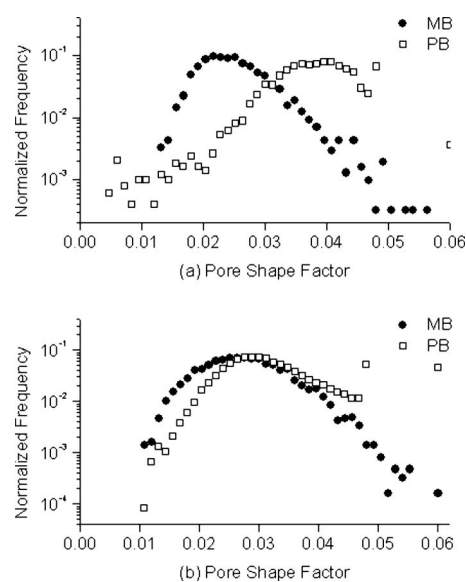 MB
PB
Normalized Frequency
10⁻¹
10⁻²
10⁻³
0.00 0.01 0.02 0.03 0.04 0.05 0.06
(a) Pore Shape Factor
MB
PB
Normalized Frequency
10⁻¹
10⁻²
10⁻³
10⁻⁴
0.00 0.01 0.02 0.03 0.04 0.05 0.06
(b) Pore Shape Factor